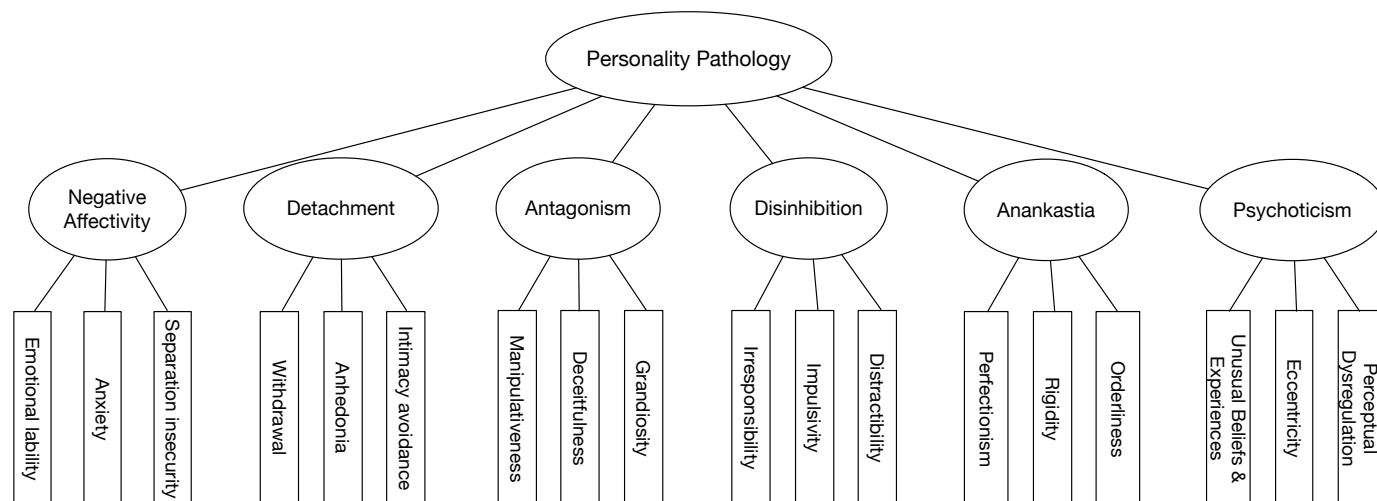 Personality Pathology
Negative
Affectivity
Detachment
Antagonism
Disinhibition
Anankastia
Psychoticism
Emotional lability
Anxiety
Separation insecurity
Withdrawal
Anhedonia
Intimacy avoidance
Manipulativeness
Deceitfulness
Grandiosity
Irresponsibility
Impulsivity
Distractibility
Perfectionism
Rigidity
Orderliness
Unusual Beliefs &
Experiences
Eccentricity
Perceptual
Dysregulation